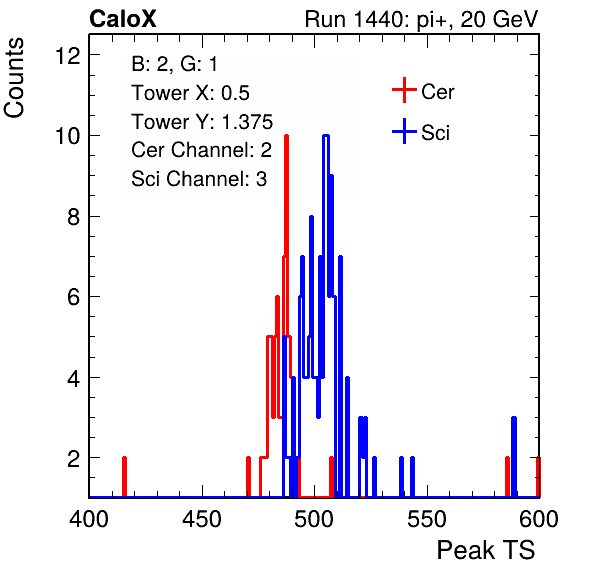 CaloX Run 1440: pi+, 20 GeV
Counts
B: 2, G: 1
Tower X: 0.5
Tower Y: 1.375
Cer Channel: 2
Sci Channel: 3
Cer
Sci
12
10
8
6
4
2
400 450 500 550 600
Peak TS